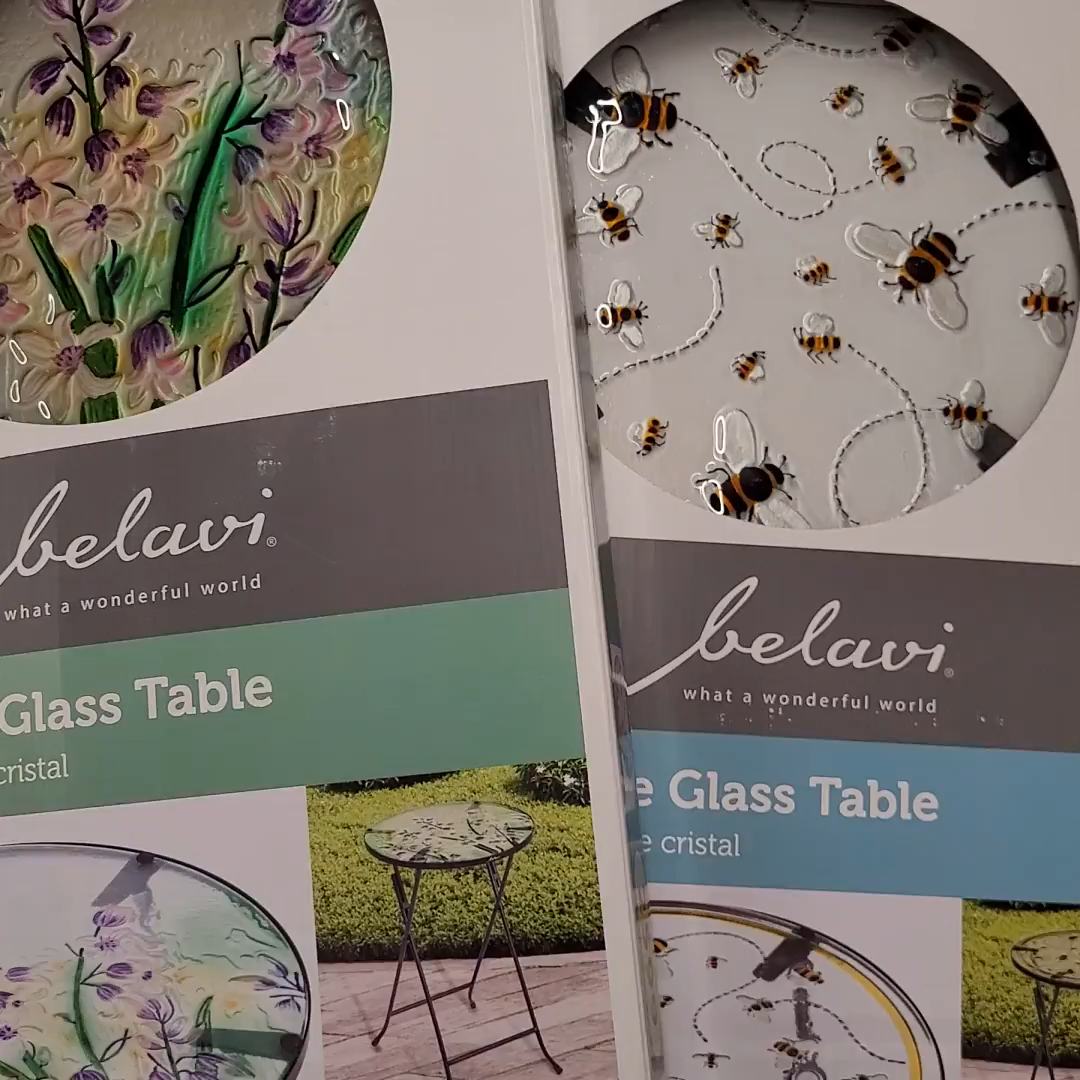 belavi®
what a wonderful world
Glass Table
cristal
belavi®
what a wonderful world
e Glass Table
e cristal